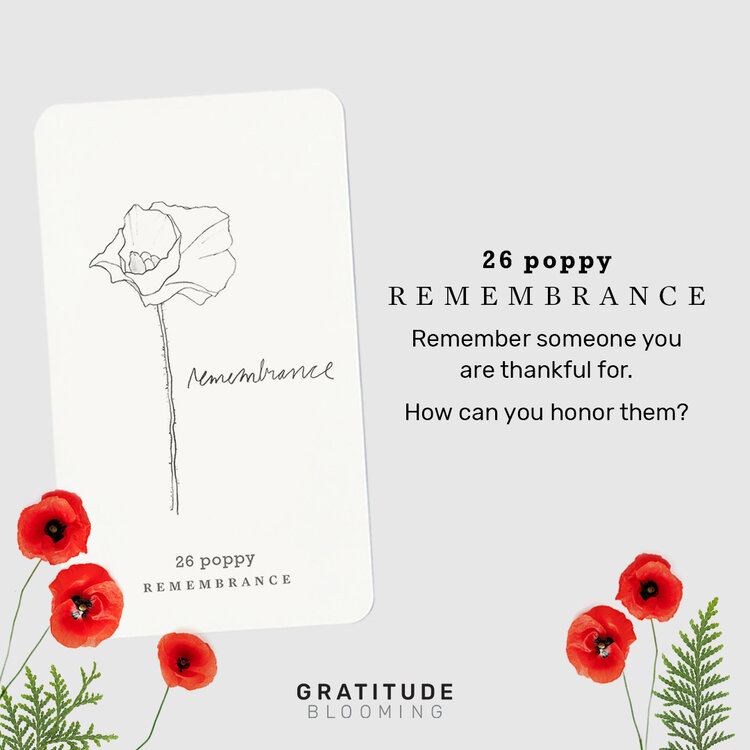 remembrance
26 poppy
REMEMBRANCE
26 poppy
REMEMBRANCE
Remember someone you
are thankful for.
How can you honor them?
GRATITUDE
BLOOMING